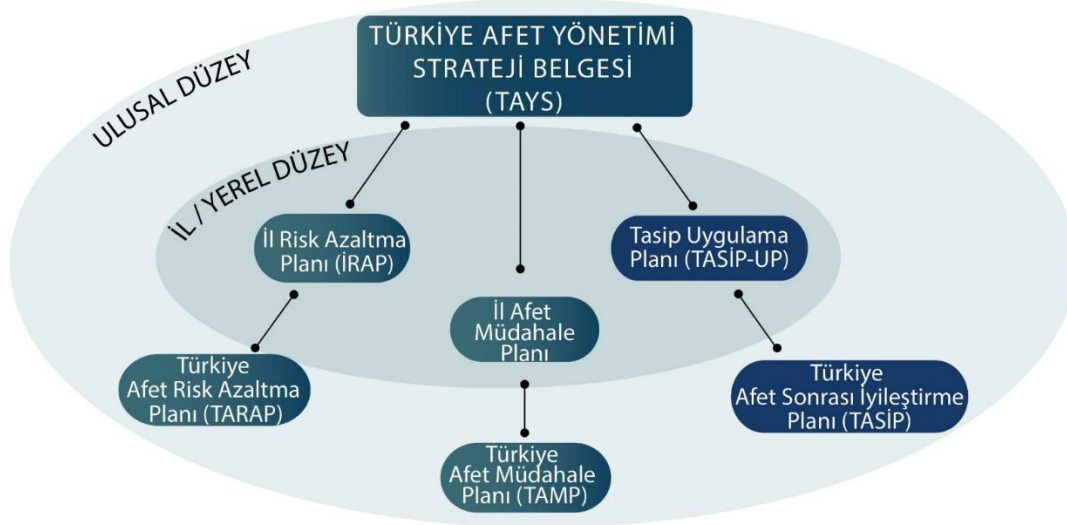 TÜRKİYE AFET YÖNETİMİ
STRATEJİ BELGESİ
(TAYS)
ULUSAL DÜZEY
İL / YEREL DÜZEY
İl Risk Azaltma
Planı (İRAP)
Tasip Uygulama
Planı (TASİP-UP)
İl Afet
Müdahale
Planı
Türkiye
Afet Risk Azaltma
Planı (TARAP)
Türkiye
Afet Sonrası İyileştirme
Planı (TASİP)
Türkiye
Afet Müdahale
Planı (TAMP)